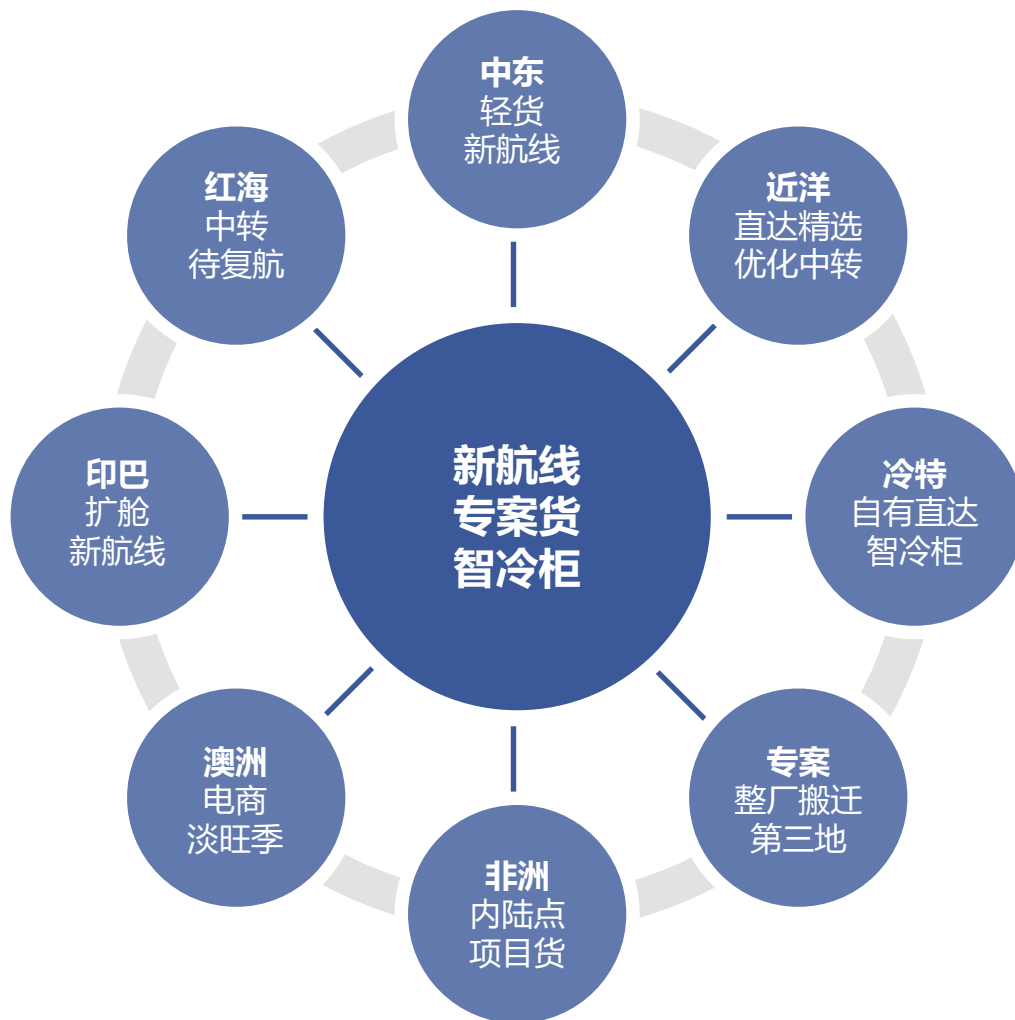 中东
轻货
新航线
红海
中转
待复航
近洋
直达精选
优化中转
新航线
专案货
智冷柜
印巴
扩舱
新航线
冷特
自有直达
智冷柜
澳洲
电商
淡旺季
专案
整厂搬迁
第三地
非洲
内陆点
项目货